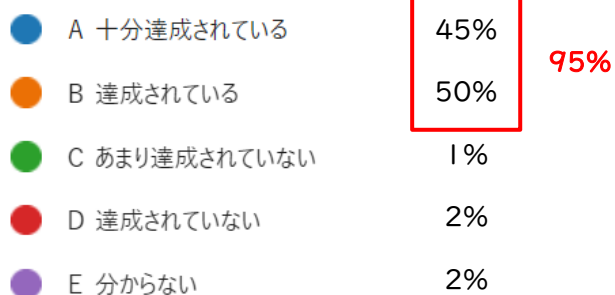 A 十分達成されている 45%
95%
B 達成されている 50%
C あまり達成されていない 1%
D 達成されていない 2%
E 分からない 2%